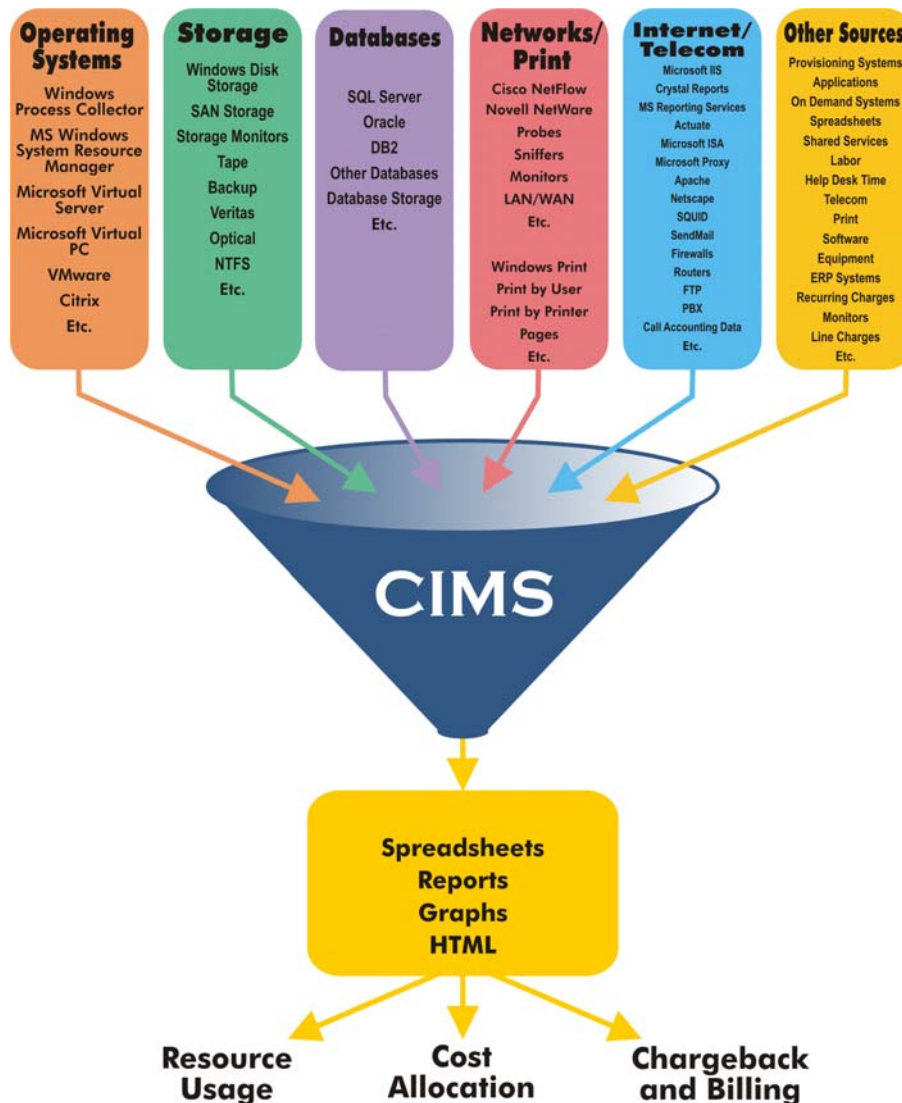 Operating
Systems
Windows
Process Collector
MS Windows
System Resource
Manager
Microsoft Virtual
Server
Microsoft Virtual
PC
VMware
Citrix
Etc.
Storage
Windows Disk
Storage
SAN Storage
Storage Monitors
Tape
Backup
Veritas
Optical
NTFS
Etc.
Databases
SQL Server
Oracle
DB2
Other Databases
Database Storage
Etc.
Networks/
Print
Cisco NetFlow
Novell NetWare
Probes
Sniffers
Monitors
LAN/WAN
Etc.
Windows Print
Print by User
Print by Printer
Pages
Etc.
Internet/
Telecom
Microsoft IIS
Crystal Reports
MS Reporting Services
Actuate
Microsoft ISA
Microsoft Proxy
Apache
Netscape
SQUID
SendMail
Firewalls
Routers
FTP
PBX
Call Accounting Data
Etc.
Other Sources
Provisioning Systems
Applications
On Demand Systems
Spreadsheets
Shared Services
Labor
Help Desk Time
Telecom
Print
Software
Equipment
ERP Systems
Recurring Charges
Monitors
Line Charges
Etc.
CIMS
Spreadsheets
Reports
Graphs
HTML
Resource
Usage
Cost
Allocation
Chargeback
and Billing